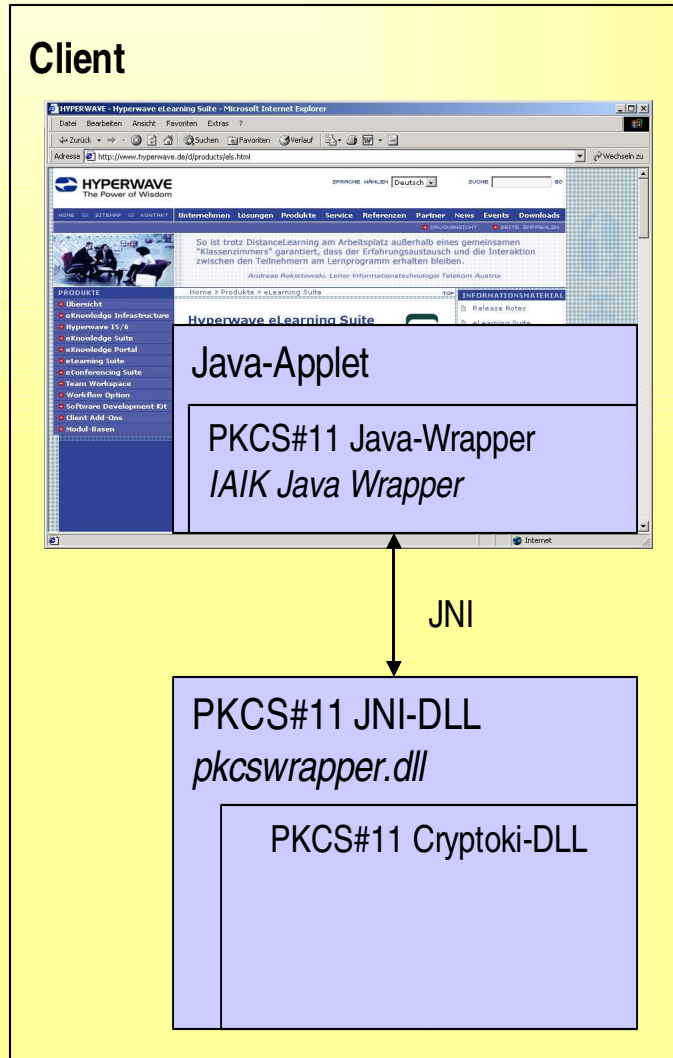 Client
HYPERWAVE - Hyperwave eLearning Suite - Microsoft Internet Explorer
Datei Bearbeiten Ansicht Favoriten Extras ?
Zurück Suchen Favoriten Verlauf
Adresse http://www.hyperwave.de/d/products/els.html Wechseln zu
HYPERWAVE
The Power of Wisdom
SPRACHE WÄHLEN Deutsch SUCHE GO
HOME :: SITEMAP :: KONTAKT Unternehmen Lösungen Produkte Service Referenzen Partner News Events Downloads
DRUCKANSICHT SEITE EMPFEHLEN
So ist trotz DistanceLearning am Arbeitsplatz außerhalb eines gemeinsamen
"Klassenzimmers" garantiert, dass der Erfahrungsaustausch und die Interaktion
zwischen den Teilnehmern am Lernprogramm erhalten bleiben.
Andreas Rokietowski, Leiter Informationstechnologie Telekom Austria
PRODUKTE
Übersicht
eKnowledge Infrastructure
Hyperwave IS/6
eKnowledge Suite
eKnowledge Portal
eLearning Suite
eConferencing Suite
Team Workspace
Workflow Option
Software Development Kit
Client Add-Ons
Modul-Basen
Home » Produkte » eLearning Suite TOP
Hyperwave eLearning Suite
INFORMATIONSMATERIAL
Release Notes
eLearning Suite
Java-Applet
PKCS#11 Java-Wrapper
IAIK Java Wrapper
Internet
JNI
PKCS#11 JNI-DLL
pkcswrapper.dll
PKCS#11 Cryptoki-DLL